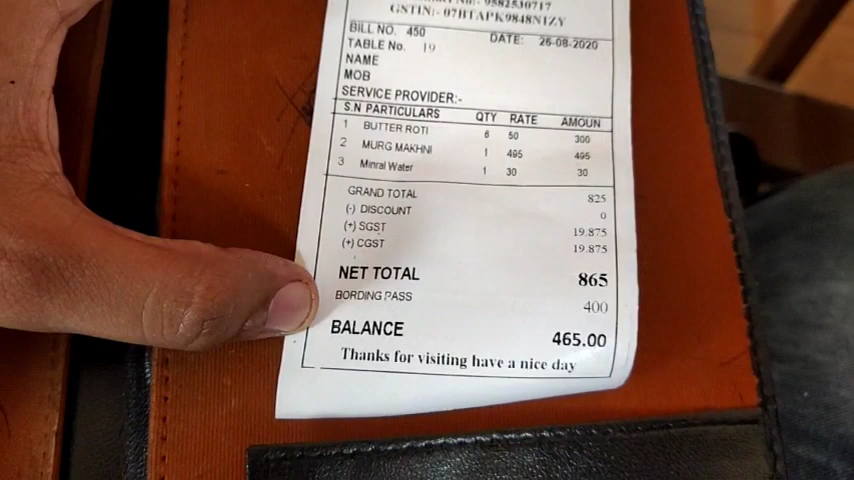 9582530717
GSTIN:- 07BTAPK9848N1ZY
BILL NO. 450 DATE: 26-08-2020
TABLE No. 19
NAME
MOB
SERVICE PROVIDER:-
S.N PARTICULARS QTY RATE AMOUN
1 BUTTER ROTI 6 50 300
2 MURG MAKHNI 1 495 495
3 Minral Water 1 30 30
GRAND TOTAL 825
(-) DISCOUNT 0
(+) SGST 19.875
(+) CGST 19.875
NET TOTAL 865
BORDING PASS 400
BALANCE 465.00
Thanks for visiting have a nice day